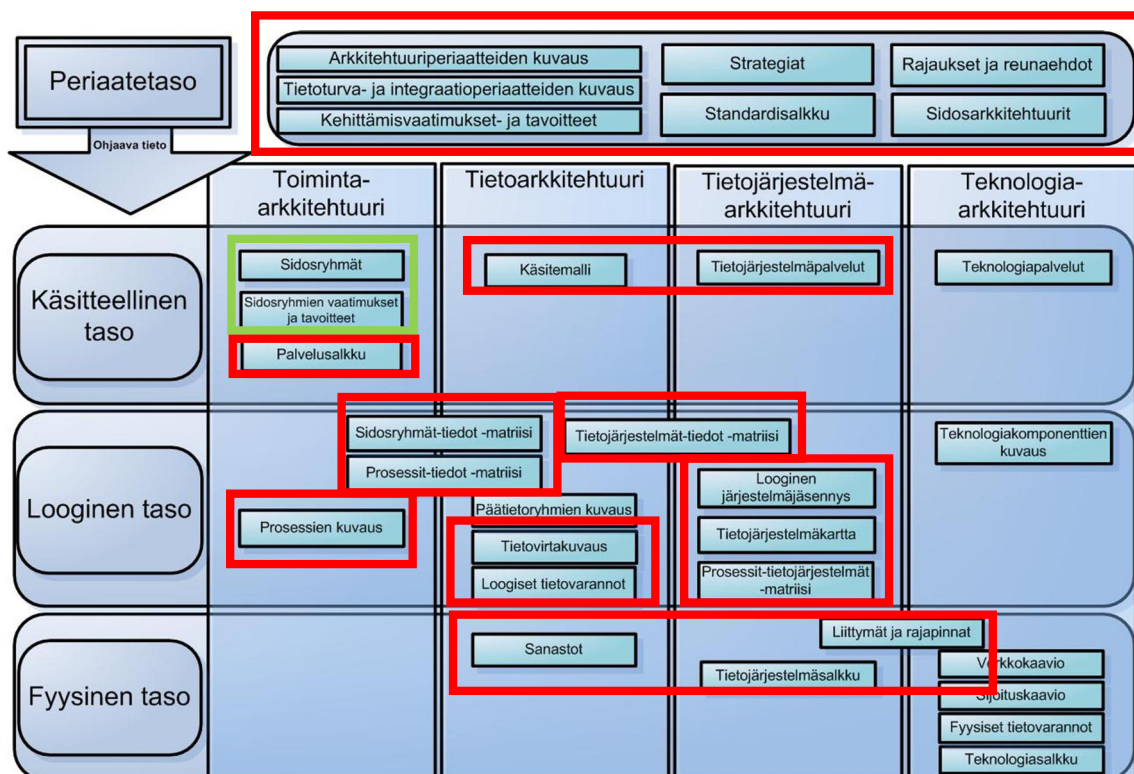 Periaatetaso
Ohjaava tieto
Arkkitehtuuriperiaatteiden kuvaus
Tietoturva- ja integraatioperiaatteiden kuvaus
Kehittämisvaatimukset- ja tavoitteet
Strategiat
Standardisalkku
Rajaukset ja reunaehdot
Sidosarkkitehtuurit
Toiminta-
arkkitehtuuri
Tietoarkkitehtuuri
Tietojärjestelmä-
arkkitehtuuri
Teknologia-
arkkitehtuuri
Käsitteellinen
taso
Sidosryhmät
Sidosryhmien vaatimukset
ja tavoitteet
Palvelusalkku
Käsitemalli
Tietojärjestelmäpalvelut
Teknologiapalvelut
Looginen taso
Sidosryhmät-tiedot -matriisi
Prosessit-tiedot -matriisi
Prosessien kuvaus
Tietojärjestelmät-tiedot -matriisi
Päätietoryhmien kuvaus
Tietovirtakuvaus
Loogiset tietovarannot
Looginen
järjestelmäjäsennys
Tietojärjestelmäkartta
Prosessit-tietojärjestelmät
-matriisi
Teknologiakomponenttien
kuvaus
Fyysinen taso
Sanastot
Liittymät ja rajapinnat
Tietojärjestelmäsalkku
Verkkokaavio
Sijoituskaavio
Fyysiset tietovarannot
Teknologiasalkku